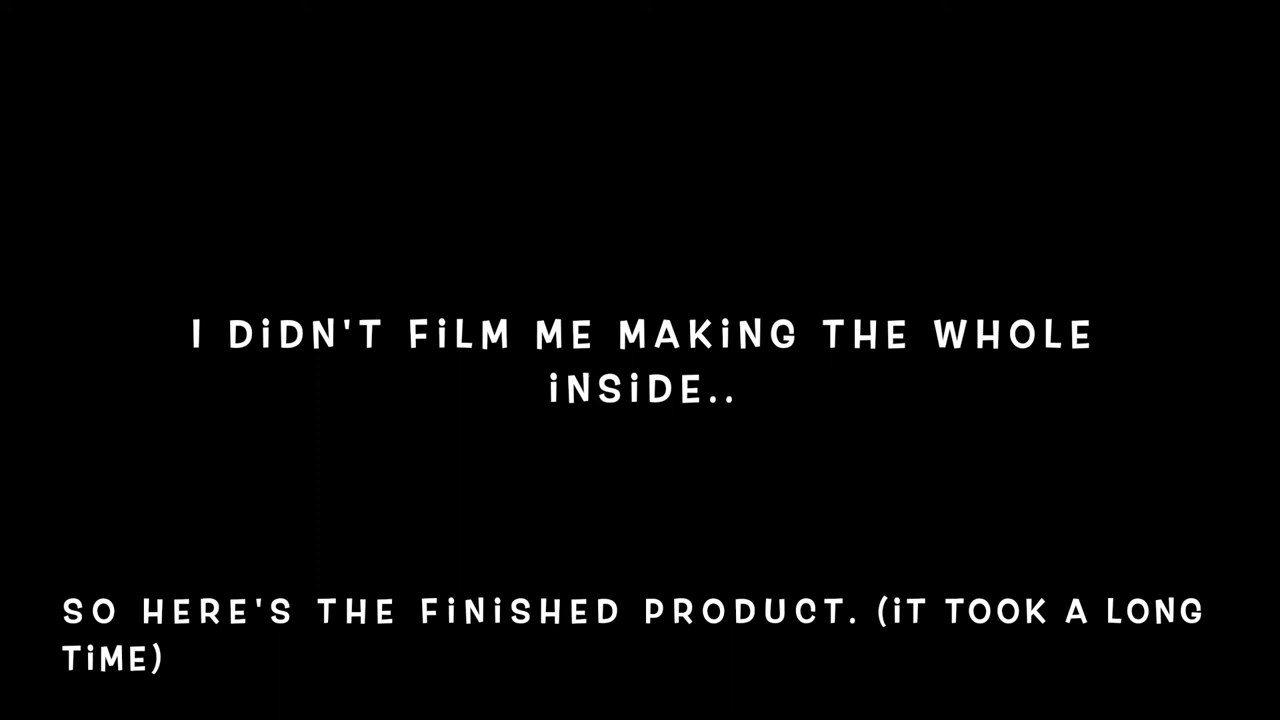 I DiDN'T FiLM ME MAKiNG THE WHOLE
iNSiDE..
SO HERE'S THE FiNiSHED PRODUCT. (iT TOOK A LONG
TiME)